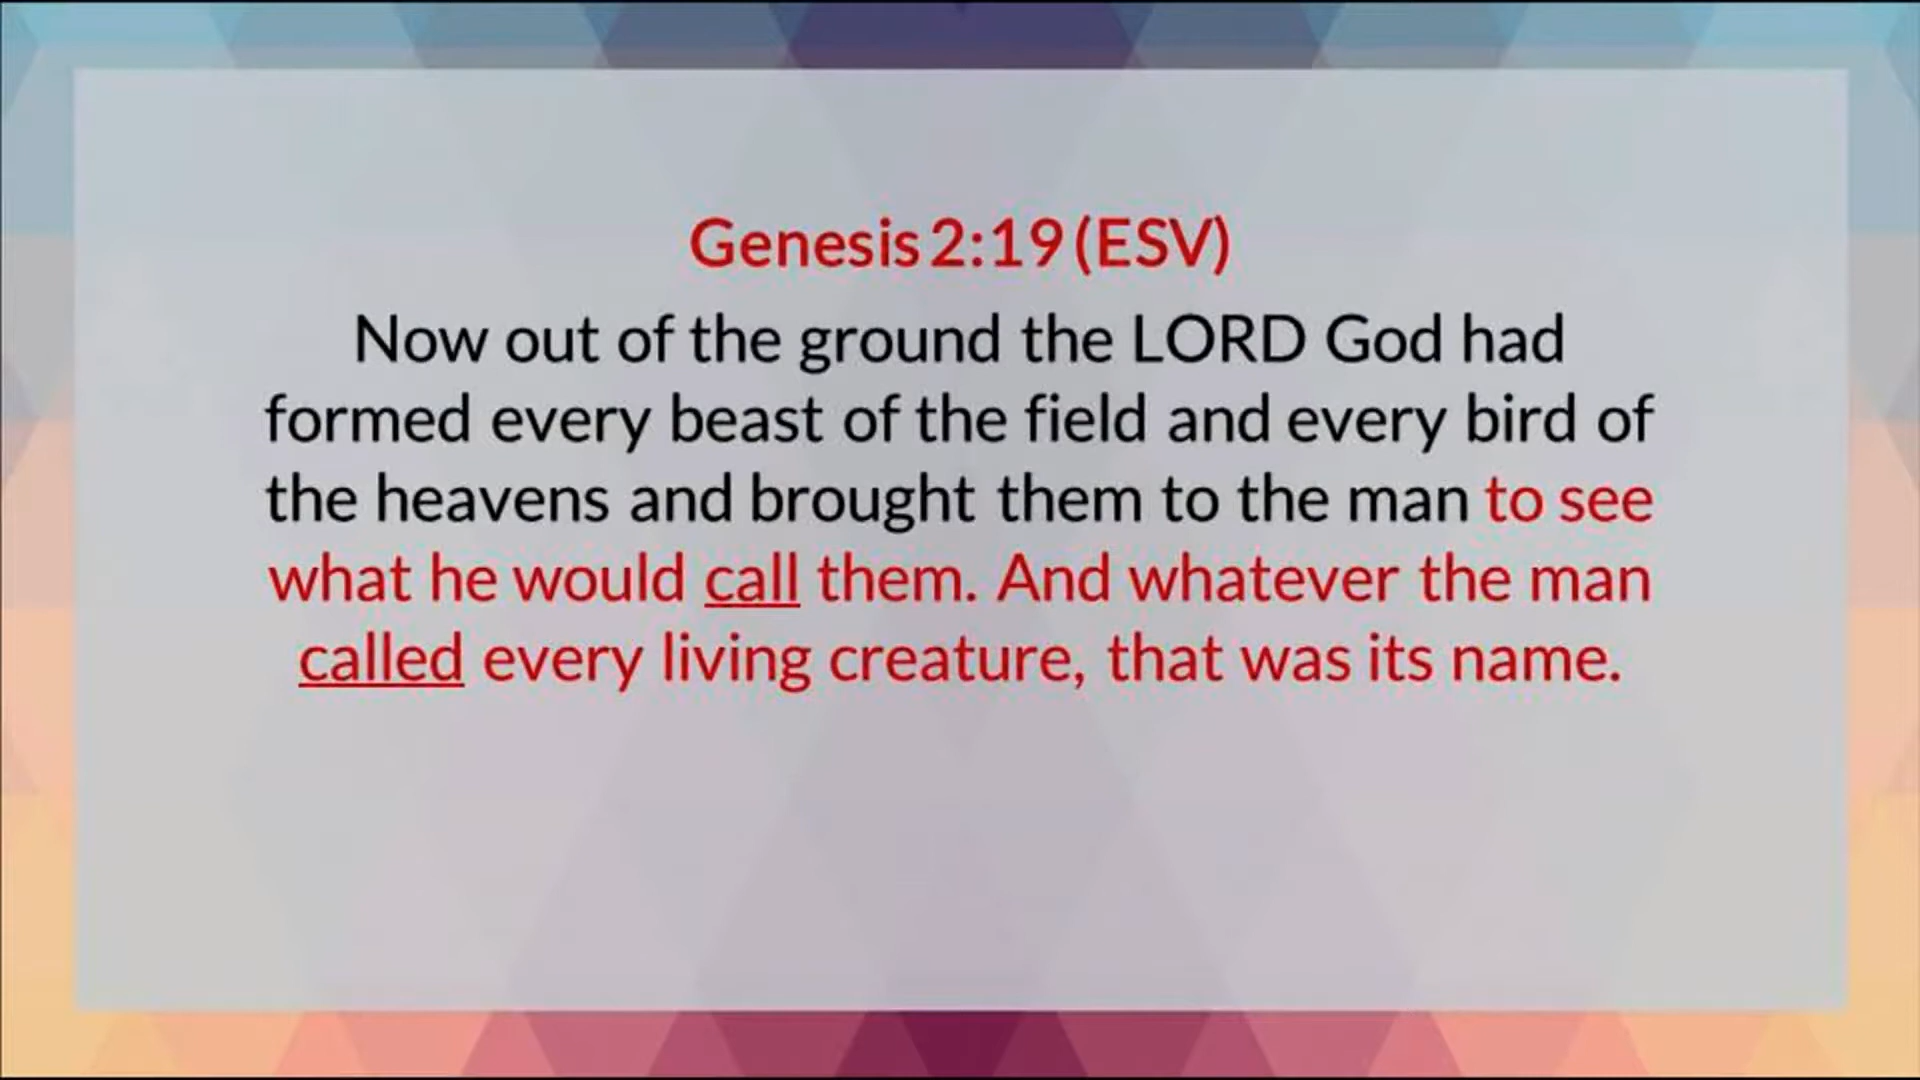 Genesis 2:19 (ESV)
Now out of the ground the LORD God had
formed every beast of the field and every bird of
the heavens and brought them to the man to see
what he would call them. And whatever the man
called every living creature, that was its name.